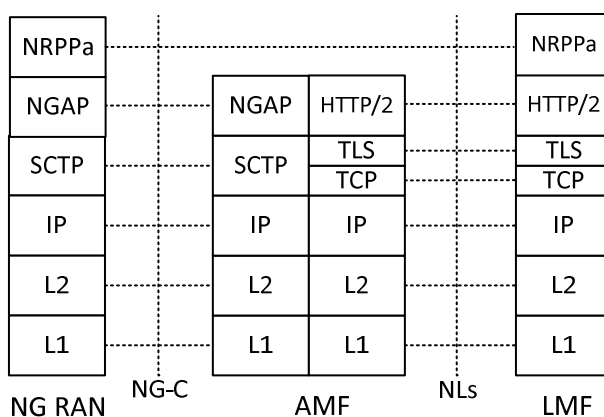 NRPPa
NGAP
SCTP
IP
L2
L1
NG RAN
NG-C
NGAP HTTP/2
SCTP TLS
TCP
IP IP
L2 L2
L1 L1
AMF
NLs
NRPPa
HTTP/2
TLS
TCP
IP
L2
L1
LMF